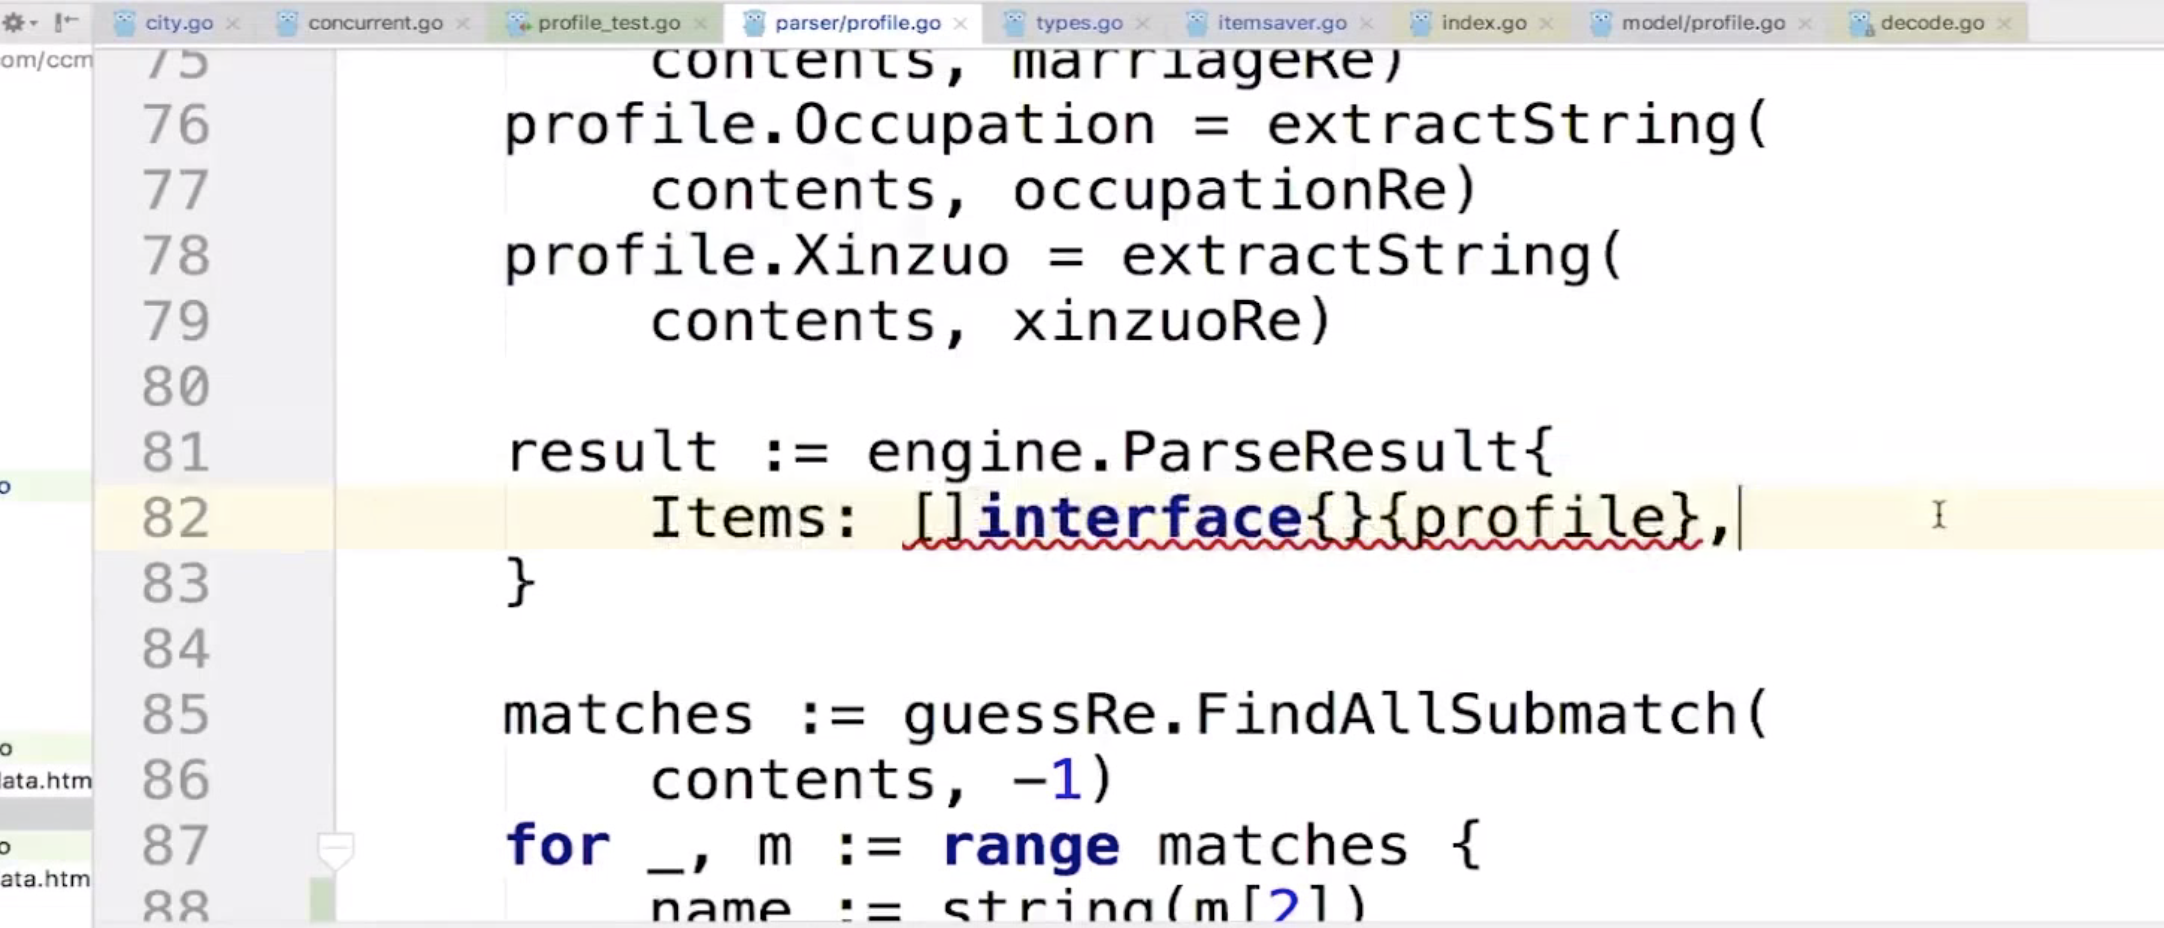 city.go concurrent.go profile_test.go parser/profile.go types.go itemsaver.go index.go model/profile.go decode.go
om/ccm
75 contents, marriageRe)
76 profile.Occupation = extractString(
77 contents, occupationRe)
78 profile.Xinzuo = extractString(
79 contents, xinzuoRe)
80
81 result := engine.ParseResult{
82 Items: []interface{}{profile},
83 }
84
85 matches := guessRe.FindAllSubmatch(
86 contents, -1)
87 for _, m := range matches {
88 name := string(m[2])
o
o
lata.htm
o
ata.htm